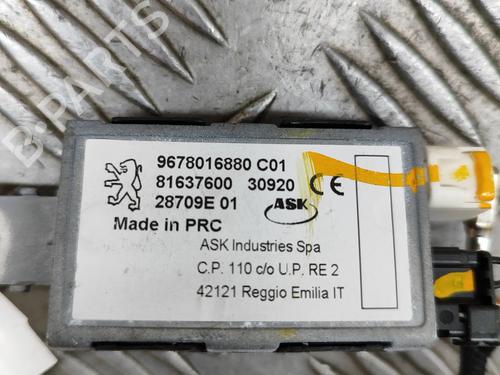 9678016880 C01
81637600 30920 CE
28709E 01 ASK
Made in PRC
ASK Industries Spa
C.P. 110 c/o U.P. RE 2
42121 Reggio Emilia IT
B-PARTS